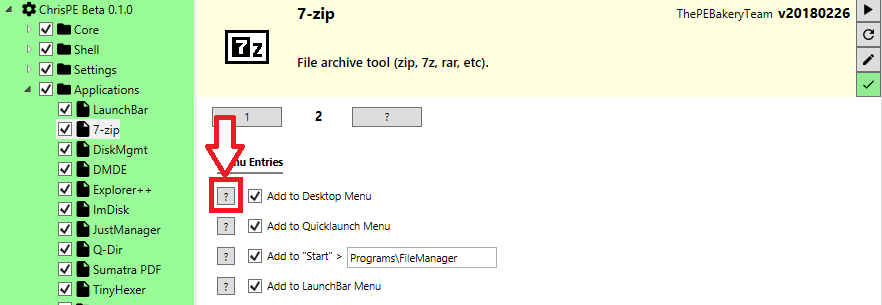 ChrisPE Beta 0.1.0
Core
Shell
Settings
Applications
LaunchBar
7-zip
DiskMgmt
DMDE
Explorer++
ImDisk
JustManager
Q-Dir
Sumatra PDF
TinyHexer
7z
7-zip
ThePEBakeryTeam v20180226
File archive tool (zip, 7z, rar, etc).
1 2 ?
nu Entries
? Add to Desktop Menu
? Add to Quicklaunch Menu
? Add to "Start" > Programs\FileManager
? Add to LaunchBar Menu